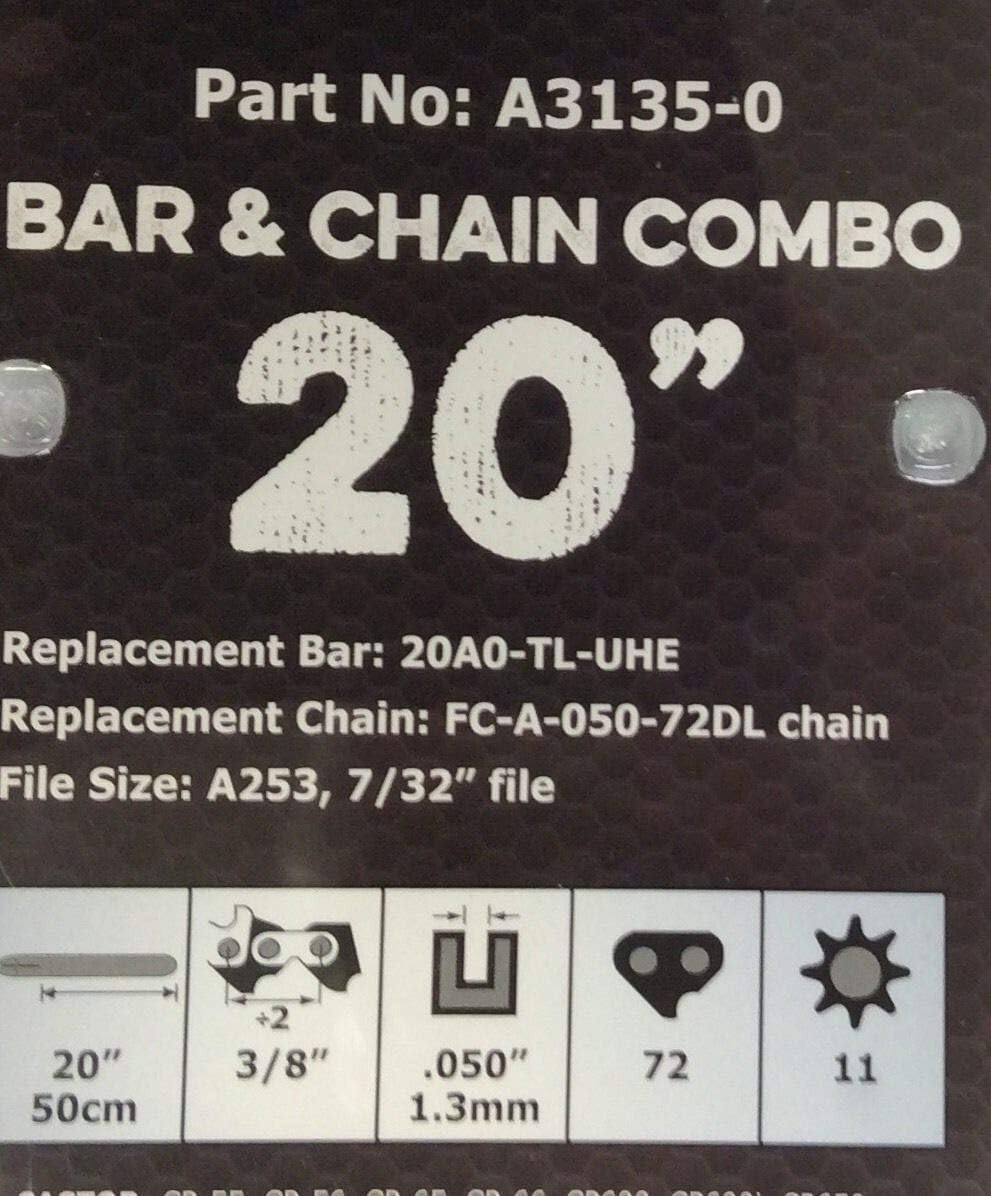 Part No: A3135-0
BAR & CHAIN COMBO
20”
Replacement Bar: 20A0-TL-UHE
Replacement Chain: FC-A-050-72DL chain
File Size: A253, 7/32” file
÷2
20” 3/8” .050” 72 11
50cm 1.3mm